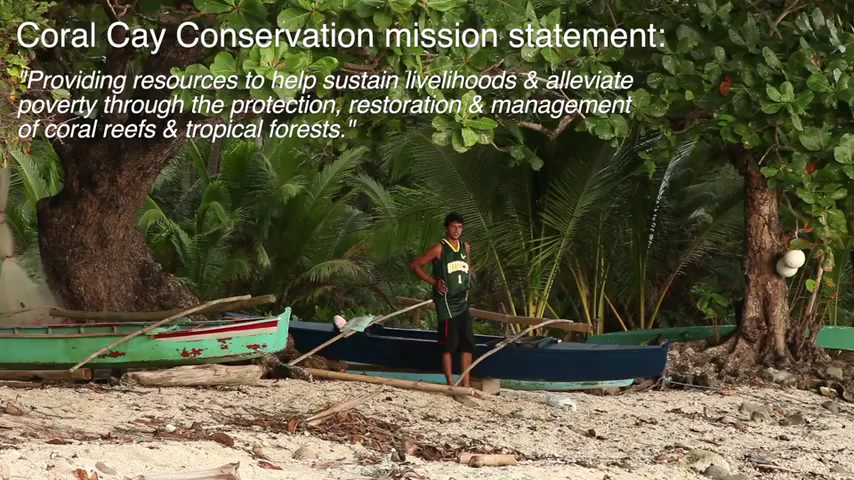 Coral Cay Conservation mission statement:
"Providing resources to help sustain livelihoods & alleviate
poverty through the protection, restoration & management
of coral reefs & tropical forests."